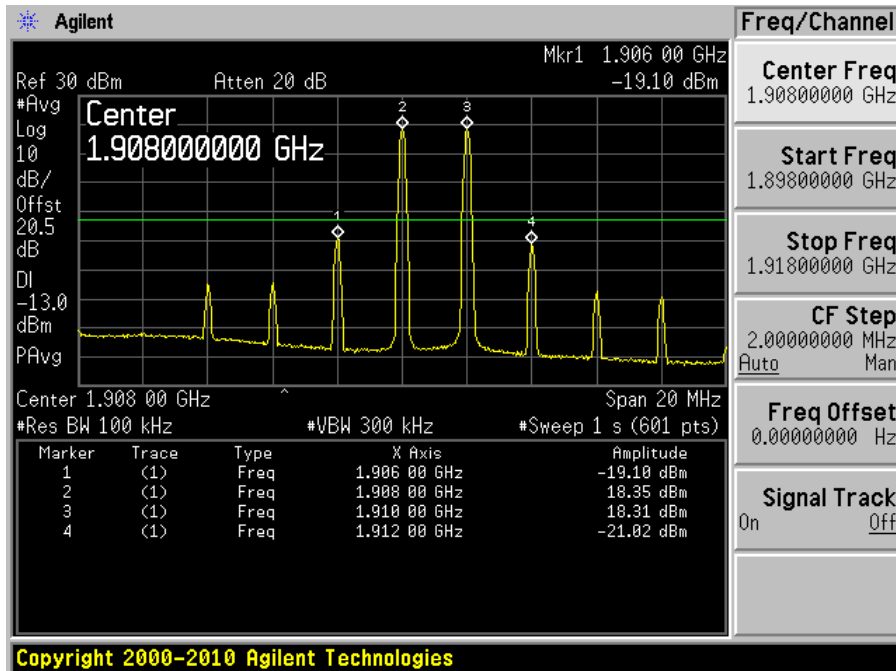 Agilent
Freq/Channel
Mkr1 1.906 00 GHz
Ref 30 dBm Atten 20 dB -19.10 dBm
#Avg
Log
10
dB/
Offst
20.5
dB
DI
-13.0
dBm
PAvg
Center
1.908000000 GHz
1
2
3
4
Center 1.908 00 GHz ^ Span 20 MHz
#Res BW 100 kHz #VBW 300 kHz #Sweep 1 s (601 pts)
Marker Trace Type X Axis Amplitude
1 (1) Freq 1.906 00 GHz -19.10 dBm
2 (1) Freq 1.908 00 GHz 18.35 dBm
3 (1) Freq 1.910 00 GHz 18.31 dBm
4 (1) Freq 1.912 00 GHz -21.02 dBm
Center Freq
1.90800000 GHz
Start Freq
1.89800000 GHz
Stop Freq
1.91800000 GHz
CF Step
2.00000000 MHz
Auto Man
Freq Offset
0.00000000 Hz
Signal Track
On Off
Copyright 2000-2010 Agilent Technologies